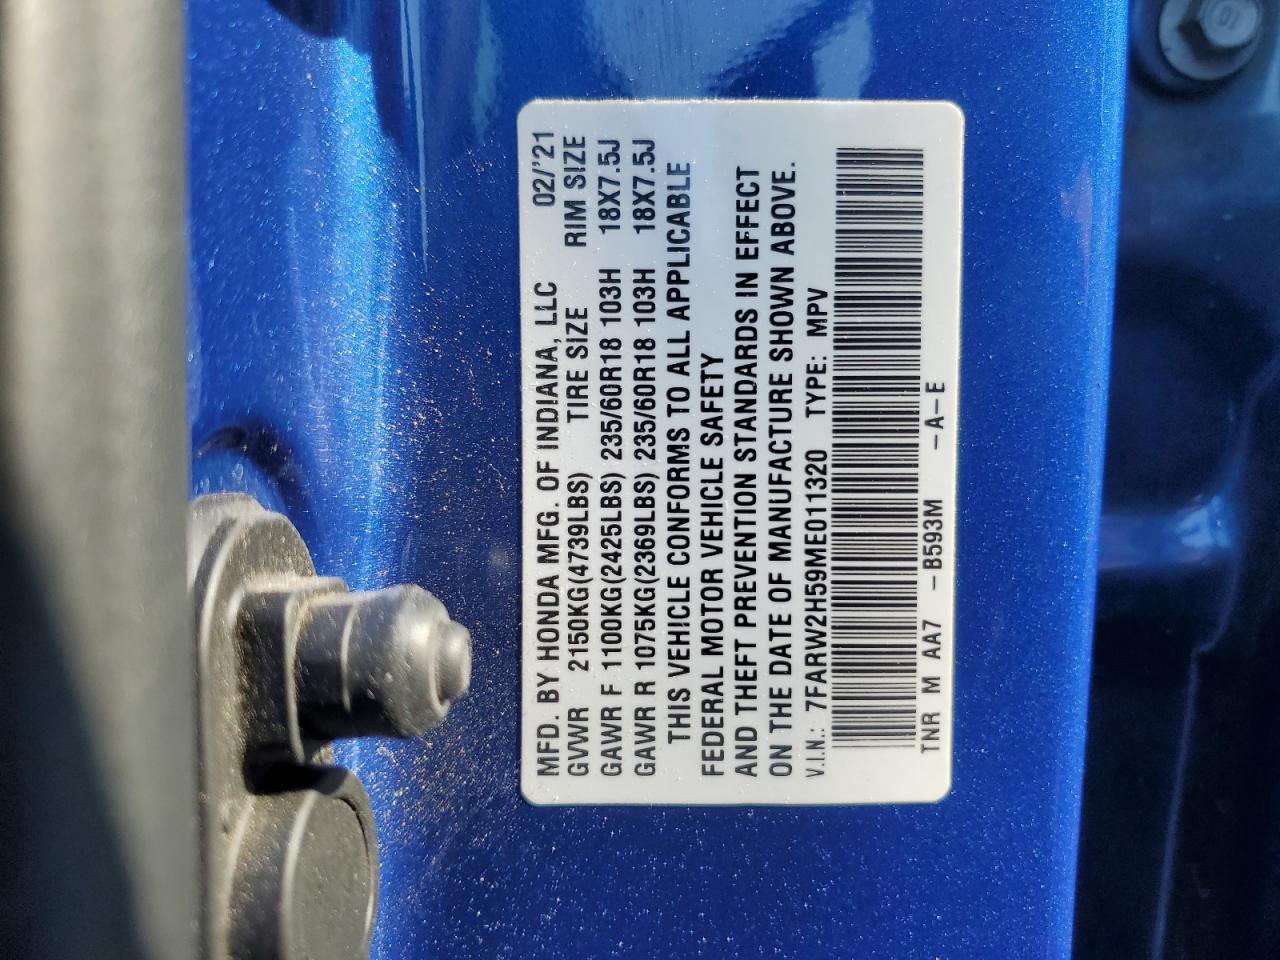 MFD. BY HONDA MFG. OF INDIANA, LLC 02/'21
GVWR 2150KG(4739LBS) TIRE SIZE RIM SIZE
GAWR F 1100KG(2425LBS) 235/60R18 103H 18X7.5J
GAWR R 1075KG(2369LBS) 235/60R18 103H 18X7.5J
THIS VEHICLE CONFORMS TO ALL APPLICABLE
FEDERAL MOTOR VEHICLE SAFETY
AND THEFT PREVENTION STANDARDS IN EFFECT
ON THE DATE OF MANUFACTURE SHOWN ABOVE.
V.I.N.: 7FARW2H59ME011320 TYPE: MPV
TNR M AA7 -B593M -A-E